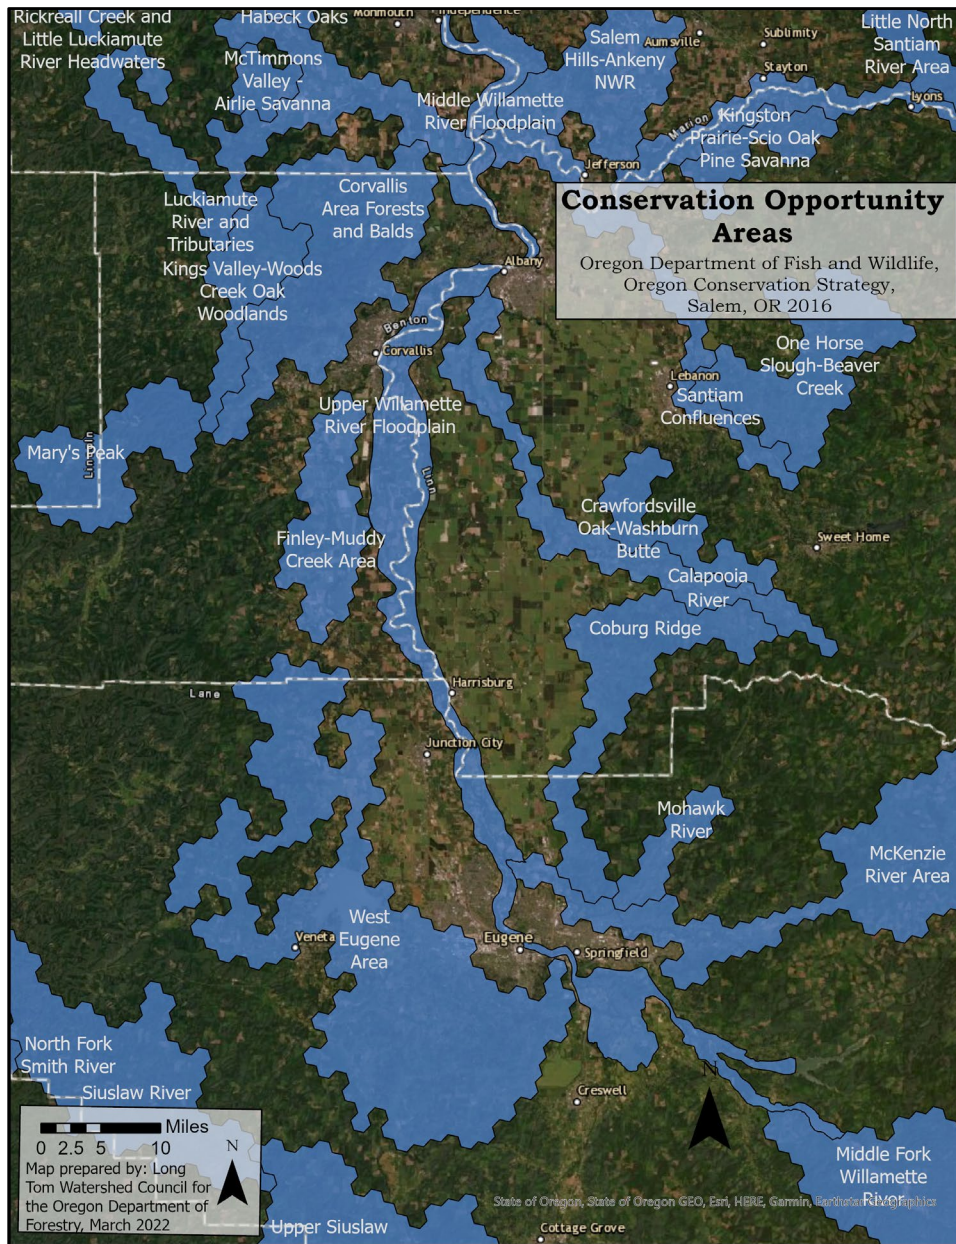 Rickreall Creek and
Little Luckiamute
River Headwaters
Habeck Oaks
Monmouth
Independence
McTimmons
Valley -
Airlie Savanna
Salem
Hills-Ankeny
NWR
Aumsville
Sublimity
Stayton
Little North
Santiam
River Area
Lyons
Middle Willamette
River Floodplain
Marion
Kingston
Prairie-Scio Oak
Pine Savanna
Jefferson
Conservation Opportunity
Areas
Oregon Department of Fish and Wildlife,
Oregon Conservation Strategy,
Salem, OR 2016
Corvallis
Area Forests
and Balds
Luckiamute
River and
Tributaries
Kings Valley-Woods
Creek Oak
Woodlands
Albany
Benton
Corvallis
One Horse
Slough-Beaver
Creek
Lebanon
Santiam
Confluences
Upper Willamette
River Floodplain
Mary's Peak
Lincoln
Linn
Finley-Muddy
Creek Area
Crawfordsville
Oak-Washburn
Butte
Sweet Home
Calapooia
River
Coburg Ridge
Lane
Harrisburg
Junction City
Mohawk
River
McKenzie
River Area
West
Eugene
Area
Veneta
Eugene
Springfield
North Fork
Smith River
Siuslaw River
Creswell
N
Miles
0 2.5 5 10
N
Map prepared by: Long
Tom Watershed Council for
the Oregon Department of
Forestry, March 2022
Middle Fork
Willamette
River
State of Oregon, State of Oregon GEO, Esri, HERE, Garmin, Earthstar Geographics
Upper Siuslaw
Cottage Grove